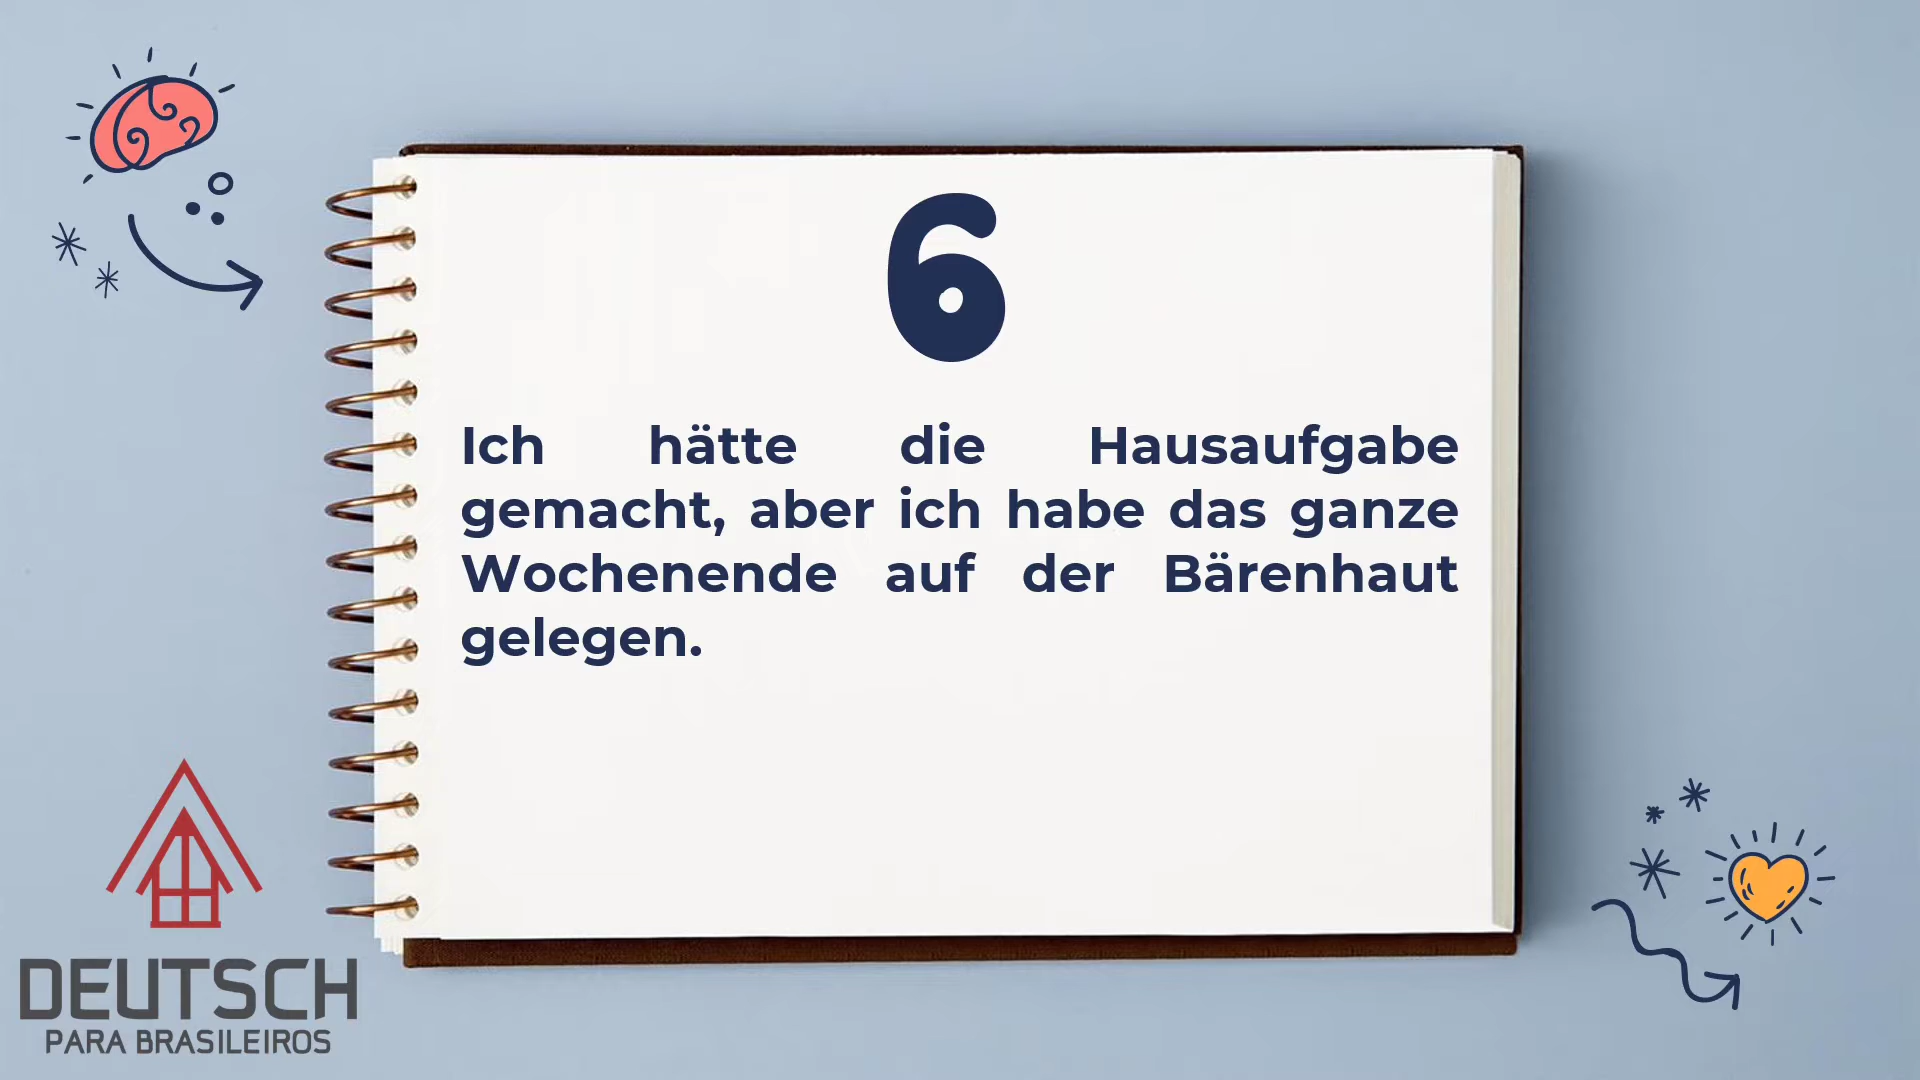 6
Ich hätte die Hausaufgabe
gemacht, aber ich habe das ganze
Wochenende auf der Bärenhaut
gelegen.
DEUTSCH
PARA BRASILEIROS